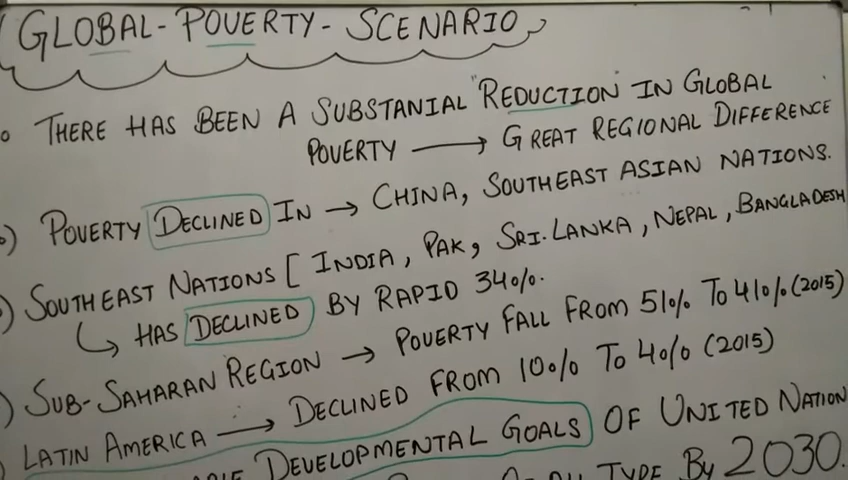 GLOBAL-POVERTY-SCENARIO
THERE HAS BEEN A SUBSTANIAL "REDUCTION" IN GLOBAL
POVERTY → GREAT REGIONAL DIFFERENCE
POVERTY DECLINED IN → CHINA, SOUTHEAST ASIAN NATIONS.
SOUTHEAST NATIONS [ INDIA, PAK, SRI.LANKA, NEPAL, BANGLADESH
↳ HAS DECLINED BY RAPID 34%.
SUB-SAHARAN REGION → POVERTY FALL FROM 51% TO 41% (2015)
LATIN AMERICA → DECLINED FROM 10% TO 4% (2015)
DEVELOPMENTAL GOALS OF UNITED NATION
TYPE BY 2030.